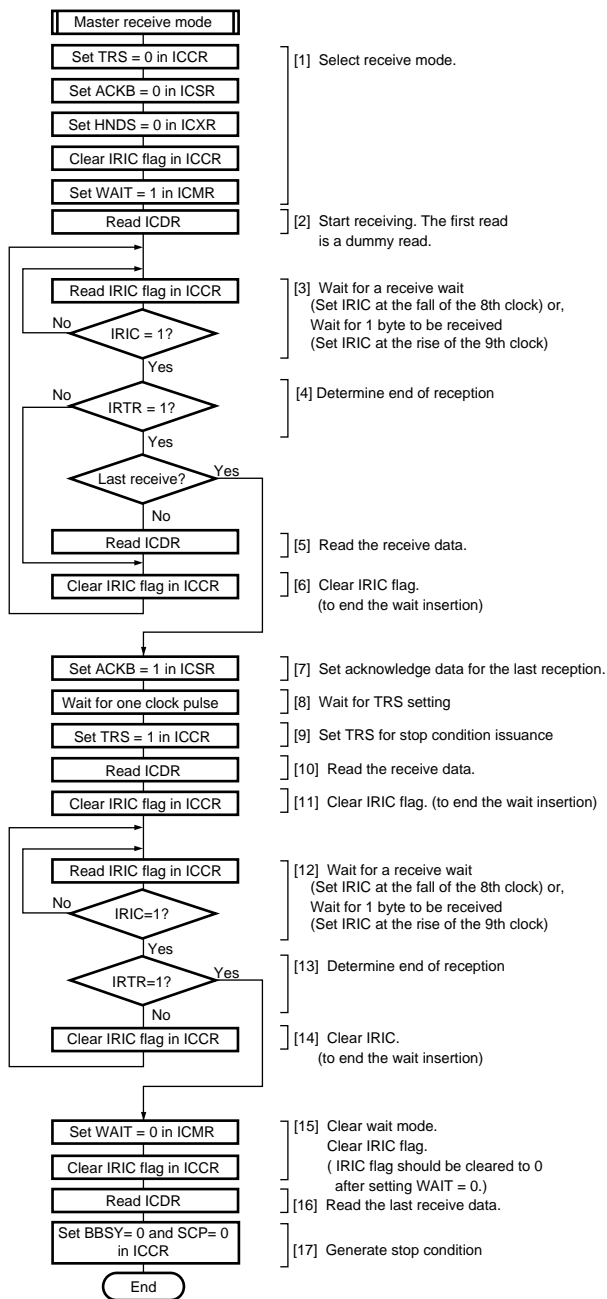 Master receive mode
Set TRS = 0 in ICCR
[1] Select receive mode.
Set ACKB = 0 in ICSR
Set HNDS = 0 in ICXR
Clear IRIC flag in ICCR
Set WAIT = 1 in ICMR
Read ICDR
[2] Start receiving. The first read
is a dummy read.
Read IRIC flag in ICCR
[3] Wait for a receive wait
(Set IRIC at the fall of the 8th clock) or,
Wait for 1 byte to be received
(Set IRIC at the rise of the 9th clock)
No
IRIC = 1?
Yes
No
IRTR = 1?
[4] Determine end of reception
Yes
Last receive?
Yes
No
Read ICDR
[5] Read the receive data.
Clear IRIC flag in ICCR
[6] Clear IRIC flag.
(to end the wait insertion)
Set ACKB = 1 in ICSR
[7] Set acknowledge data for the last reception.
Wait for one clock pulse
[8] Wait for TRS setting
Set TRS = 1 in ICCR
[9] Set TRS for stop condition issuance
Read ICDR
[10] Read the receive data.
Clear IRIC flag in ICCR
[11] Clear IRIC flag. (to end the wait insertion)
Read IRIC flag in ICCR
[12] Wait for a receive wait
(Set IRIC at the fall of the 8th clock) or,
Wait for 1 byte to be received
(Set IRIC at the rise of the 9th clock)
No
IRIC=1?
Yes
IRTR=1?
Yes
[13] Determine end of reception
No
Clear IRIC flag in ICCR
[14] Clear IRIC.
(to end the wait insertion)
Set WAIT = 0 in ICMR
[15] Clear wait mode.
Clear IRIC flag.
( IRIC flag should be cleared to 0
after setting WAIT = 0.)
Clear IRIC flag in ICCR
Read ICDR
[16] Read the last receive data.
Set BBSY= 0 and SCP= 0
in ICCR
[17] Generate stop condition
End